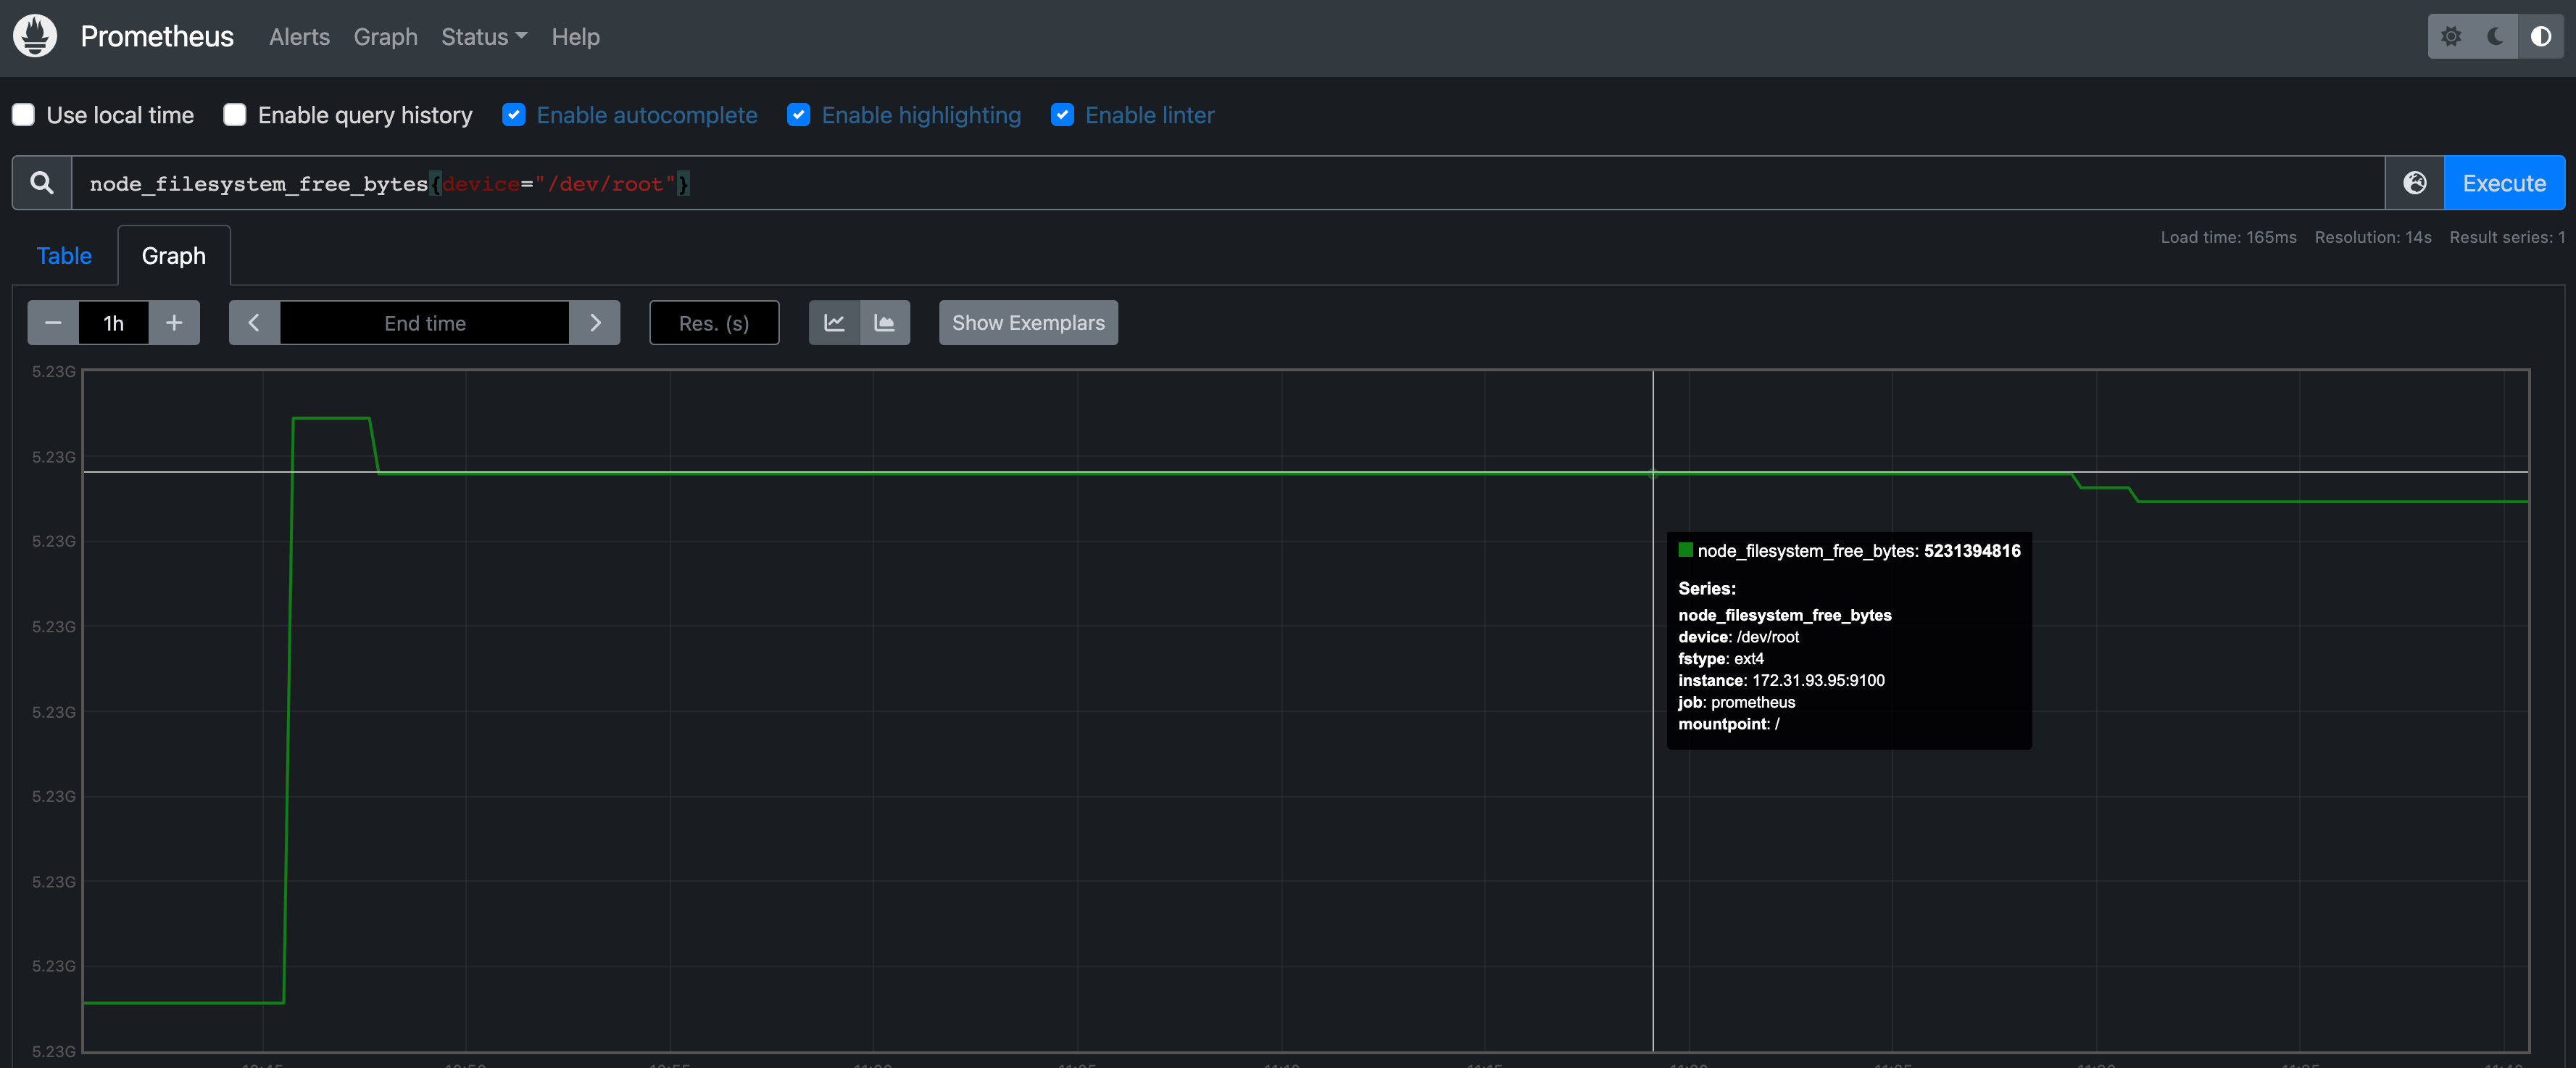 Prometheus Alerts Graph Status Help
Use local time Enable query history Enable autocomplete Enable highlighting Enable linter
node_filesystem_free_bytes{device="/dev/root"} Execute
Load time: 165ms Resolution: 14s Result series: 1
Table Graph
1h End time Res. (s) Show Exemplars
5.23G
5.23G
5.23G
5.23G
5.23G
5.23G
5.23G
5.23G
5.23G
node_filesystem_free_bytes: 5231394816
Series:
node_filesystem_free_bytes
device: /dev/root
fstype: ext4
instance: 172.31.93.95:9100
job: prometheus
mountpoint: /